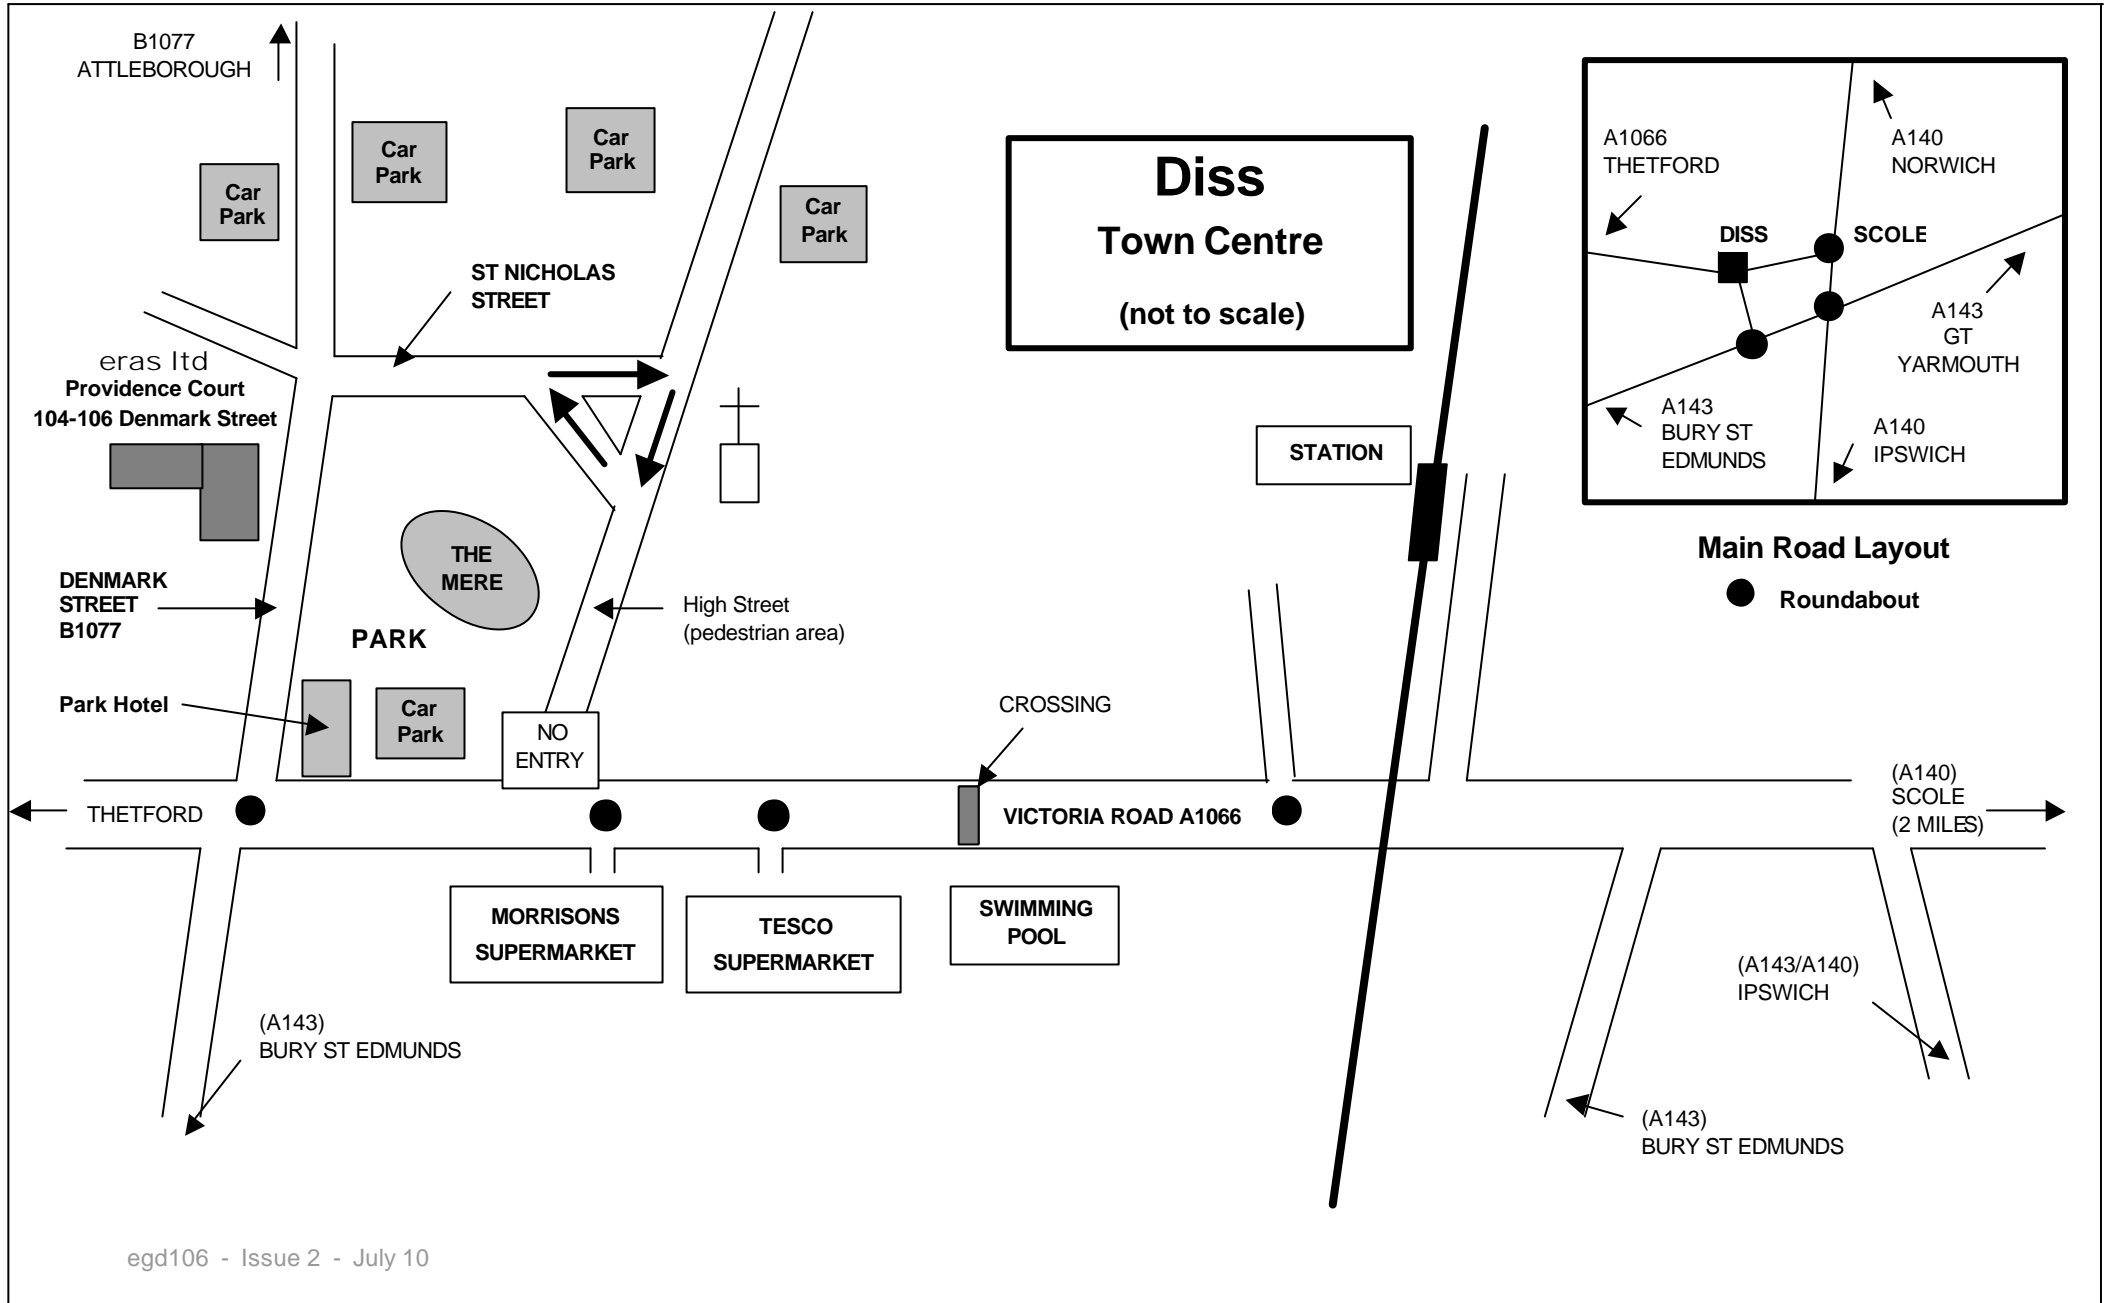 B1077
ATTLEBOROUGH
Car
Park
Car
Park
Car
Park
Car
Park
ST NICHOLAS
STREET
Diss
Town Centre
(not to scale)
A1066
THETFORD
A140
NORWICH
DISS
SCOLE
A143
GT
YARMOUTH
A143
BURY ST
EDMUNDS
A140
IPSWICH
Main Road Layout
Roundabout
eras ltd
Providence Court
104-106 Denmark Street
STATION
THE
MERE
DENMARK
STREET
B1077
PARK
High Street
(pedestrian area)
Park Hotel
Car
Park
NO
ENTRY
CROSSING
THETFORD
VICTORIA ROAD A1066
(A140)
SCOLE
(2 MILES)
MORRISONS
SUPERMARKET
TESCO
SUPERMARKET
SWIMMING
POOL
(A143)
BURY ST EDMUNDS
(A143/A140)
IPSWICH
(A143)
BURY ST EDMUNDS
egd106 - Issue 2 - July 10